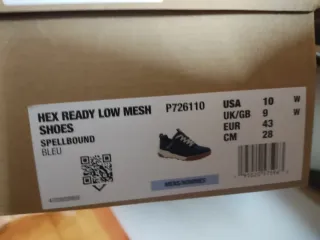 HEX READY LOW MESH SHOES
P726110
SPELLBOUND
BLEU
USA 10 W
UK/GB 9 W
EUR 43
CM 28